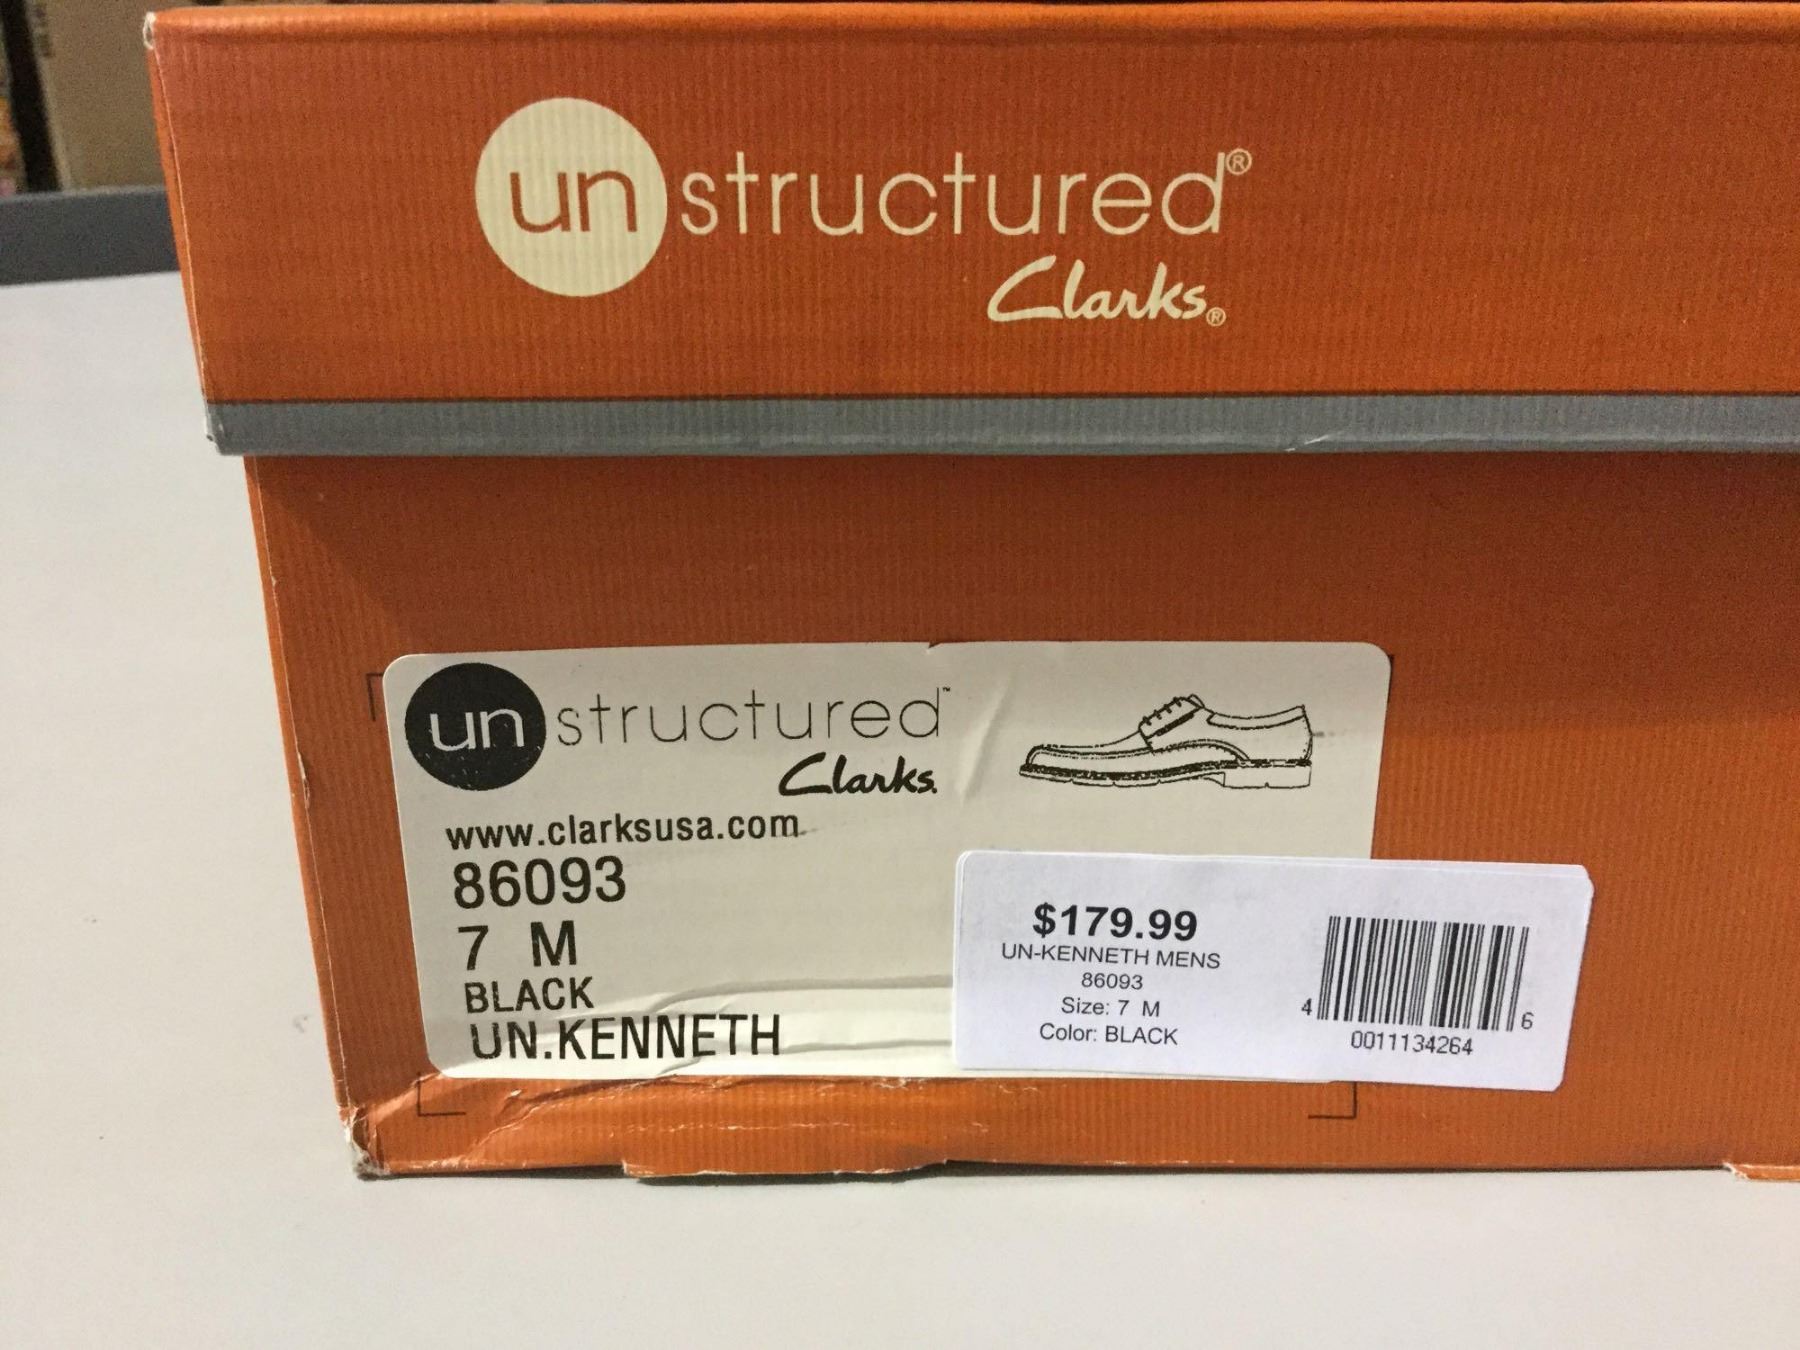 unstructured®
Clarks®
unstructured™
Clarks.
www.clarksusa.com
86093
7 M
BLACK
UN.KENNETH
$179.99
UN-KENNETH MENS
86093
Size: 7 M
Color: BLACK
4 0011134264 6